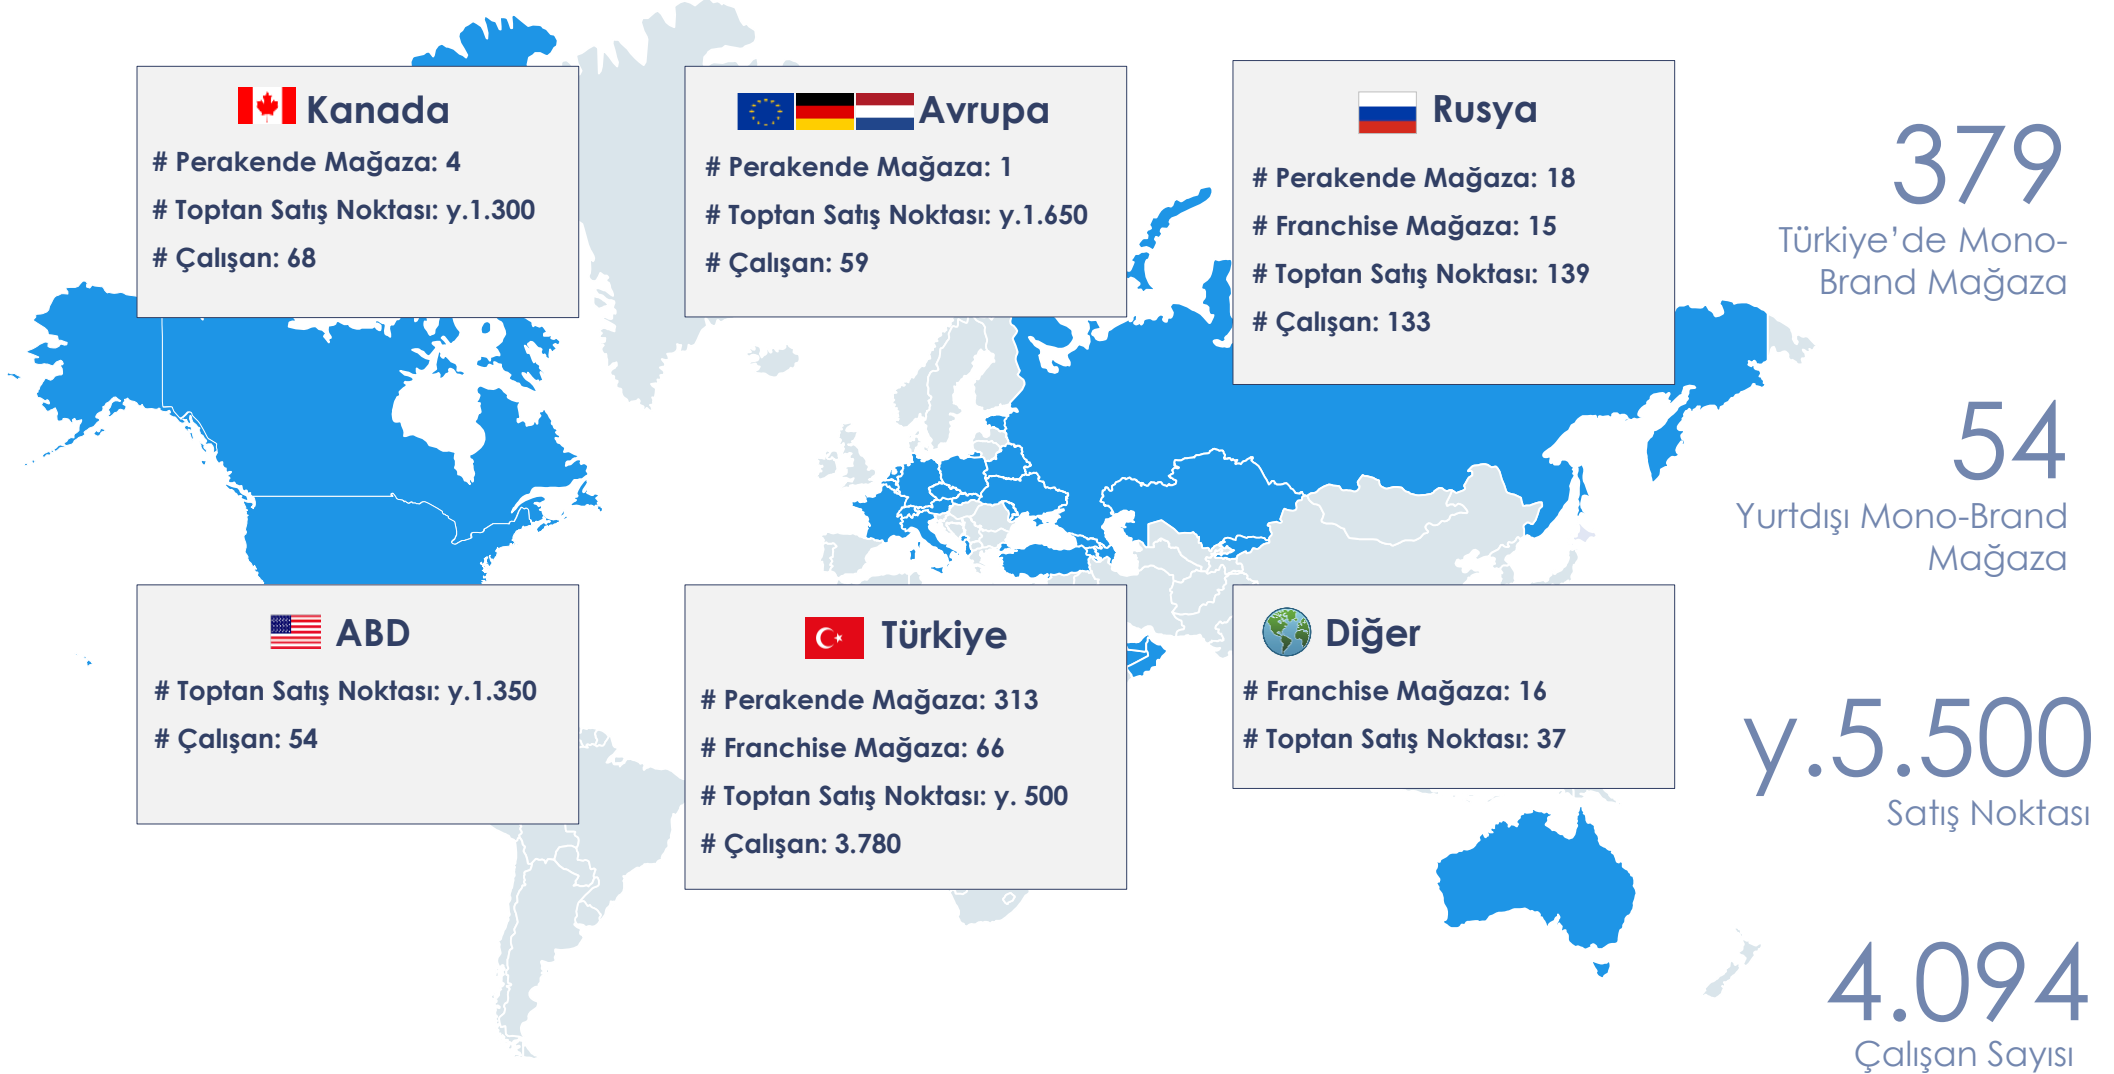 Kanada
# Perakende Mağaza: 4
# Toptan Satış Noktası: y.1.300
# Çalışan: 68
Avrupa
# Perakende Mağaza: 1
# Toptan Satış Noktası: y.1.650
# Çalışan: 59
Rusya
# Perakende Mağaza: 18
# Franchise Mağaza: 15
# Toptan Satış Noktası: 139
# Çalışan: 133
ABD
# Toptan Satış Noktası: y.1.350
# Çalışan: 54
Türkiye
# Perakende Mağaza: 313
# Franchise Mağaza: 66
# Toptan Satış Noktası: y. 500
# Çalışan: 3.780
Diğer
# Franchise Mağaza: 16
# Toptan Satış Noktası: 37
379
Türkiye’de Mono-
Brand Mağaza
54
Yurtdışı Mono-Brand
Mağaza
y.5.500
Satış Noktası
4.094
Çalışan Sayısı